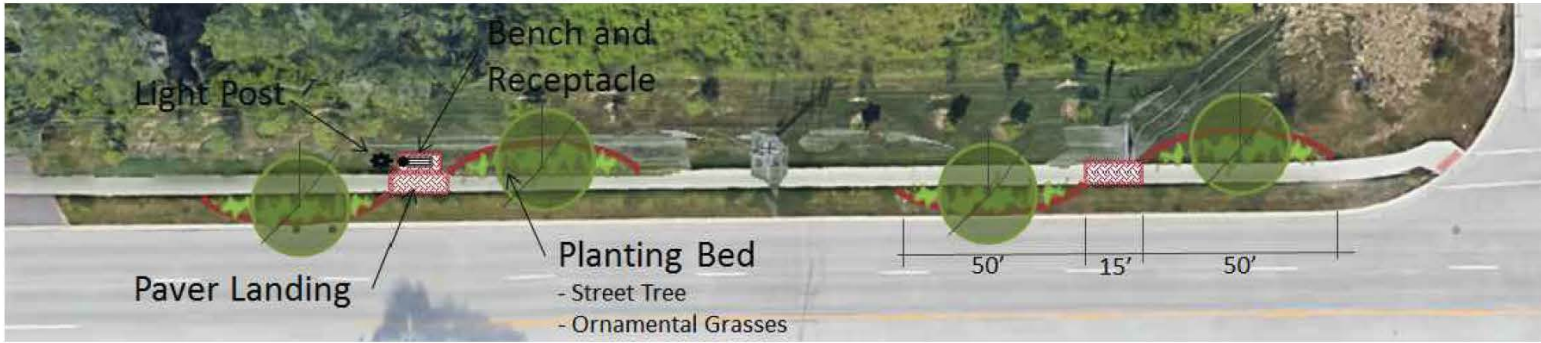 Bench and
Receptacle
Light Post
Paver Landing
Planting Bed
- Street Tree
- Ornamental Grasses
50’
15’
50’